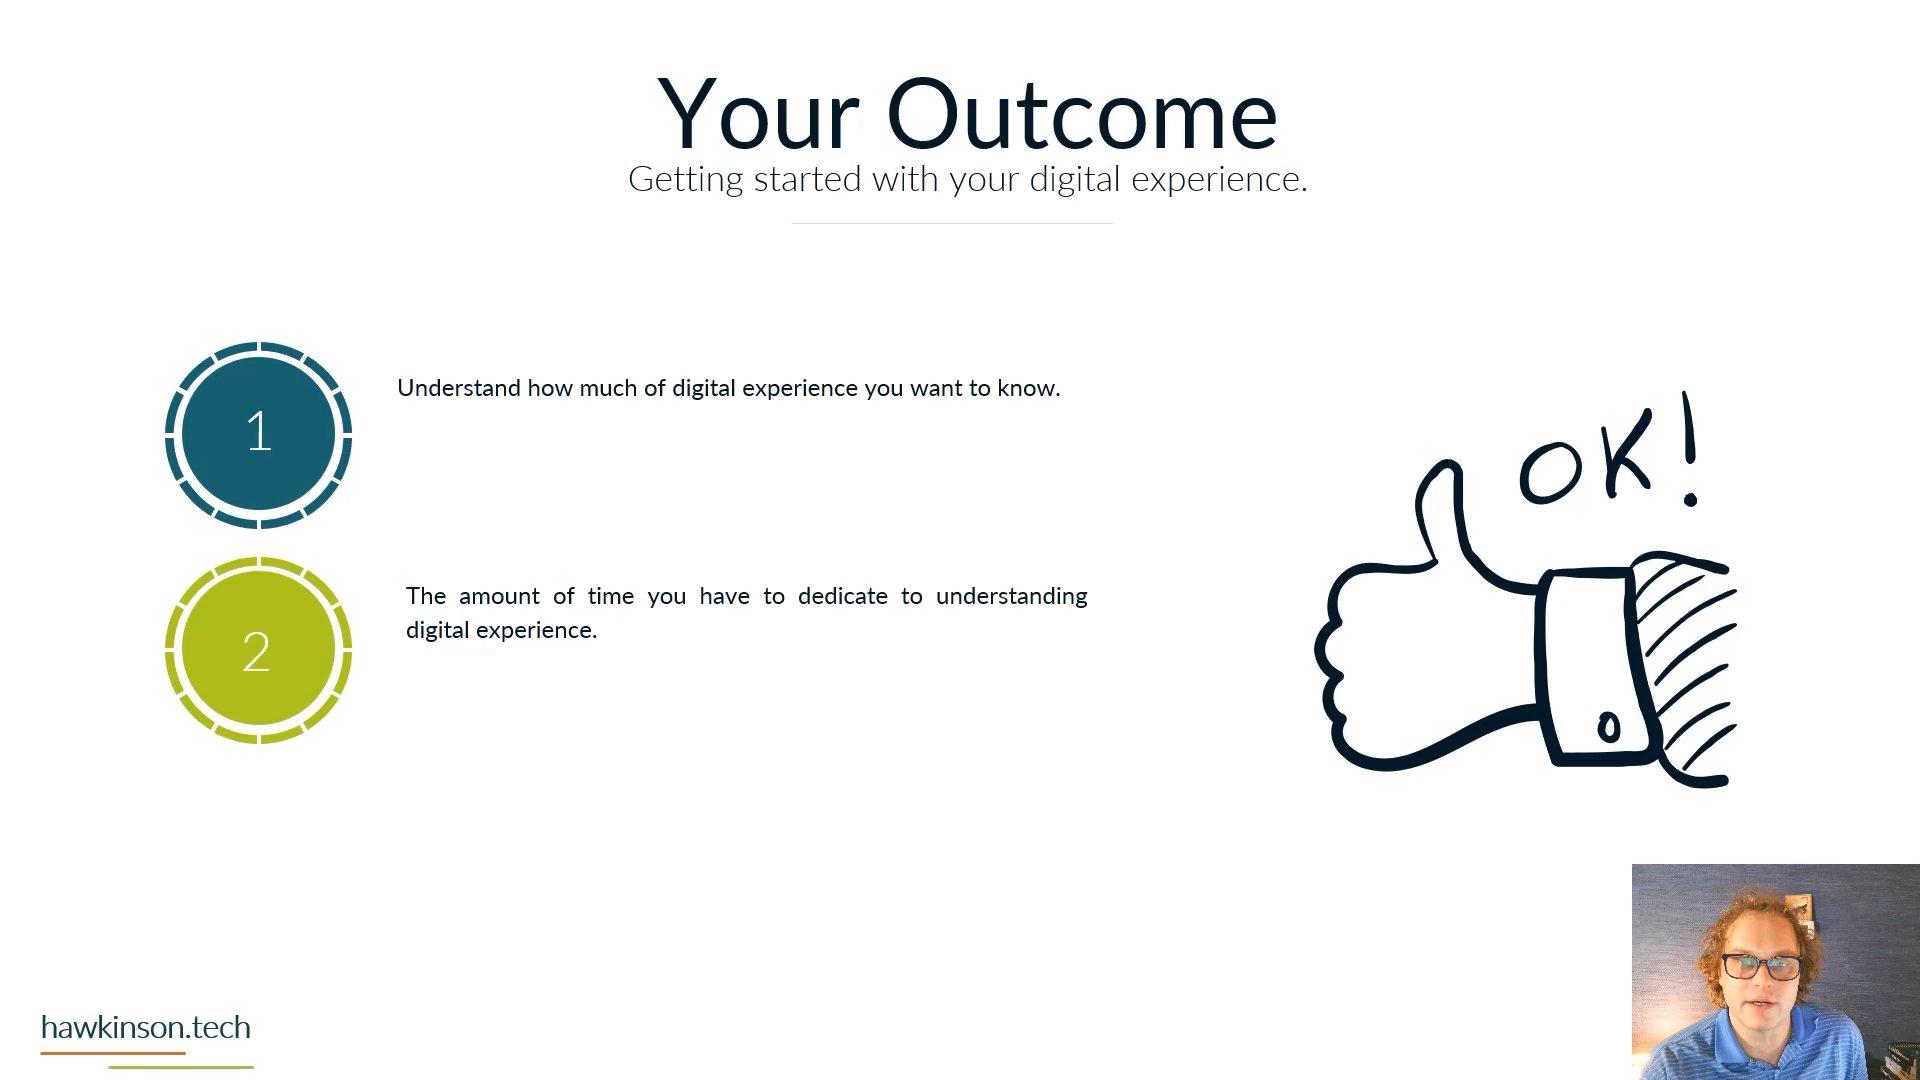 Your Outcome
Getting started with your digital experience.
1
Understand how much of digital experience you want to know.
OK!
2
The amount of time you have to dedicate to understanding
digital experience.
hawkinson.tech